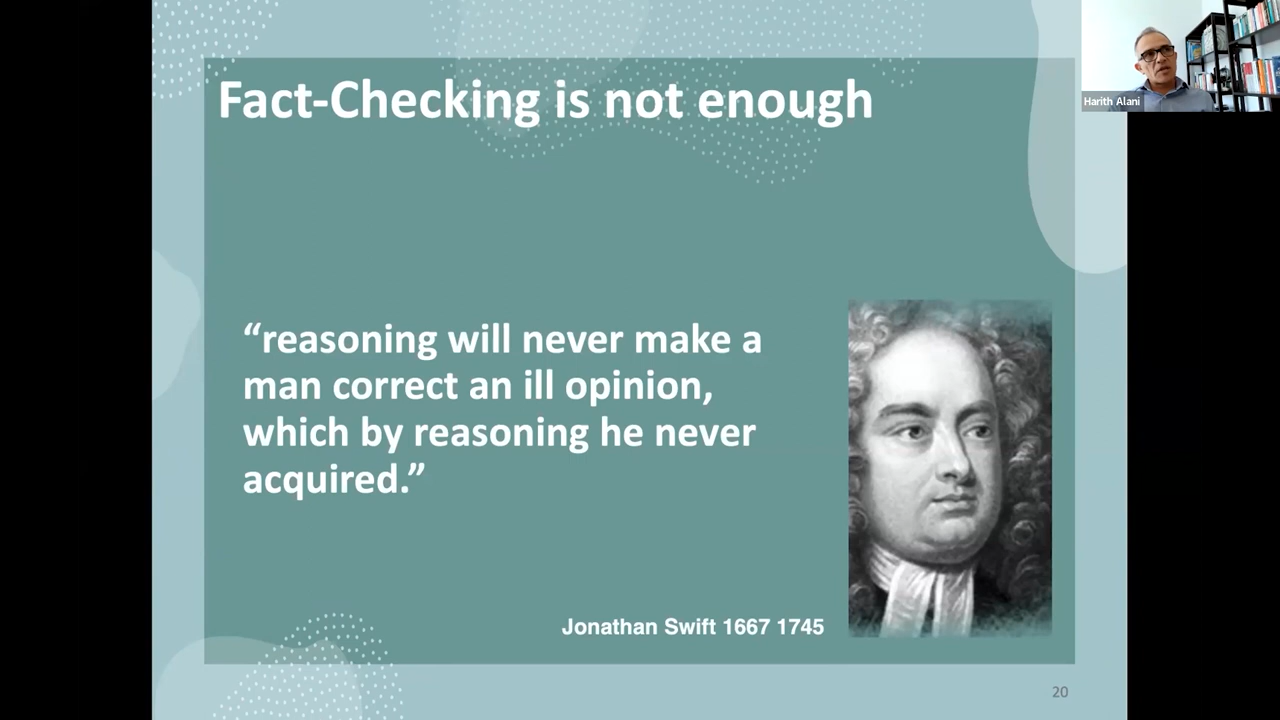 Fact-Checking is not enough
Harith Alani
“reasoning will never make a
man correct an ill opinion,
which by reasoning he never
acquired.”
Jonathan Swift 1667 1745
20